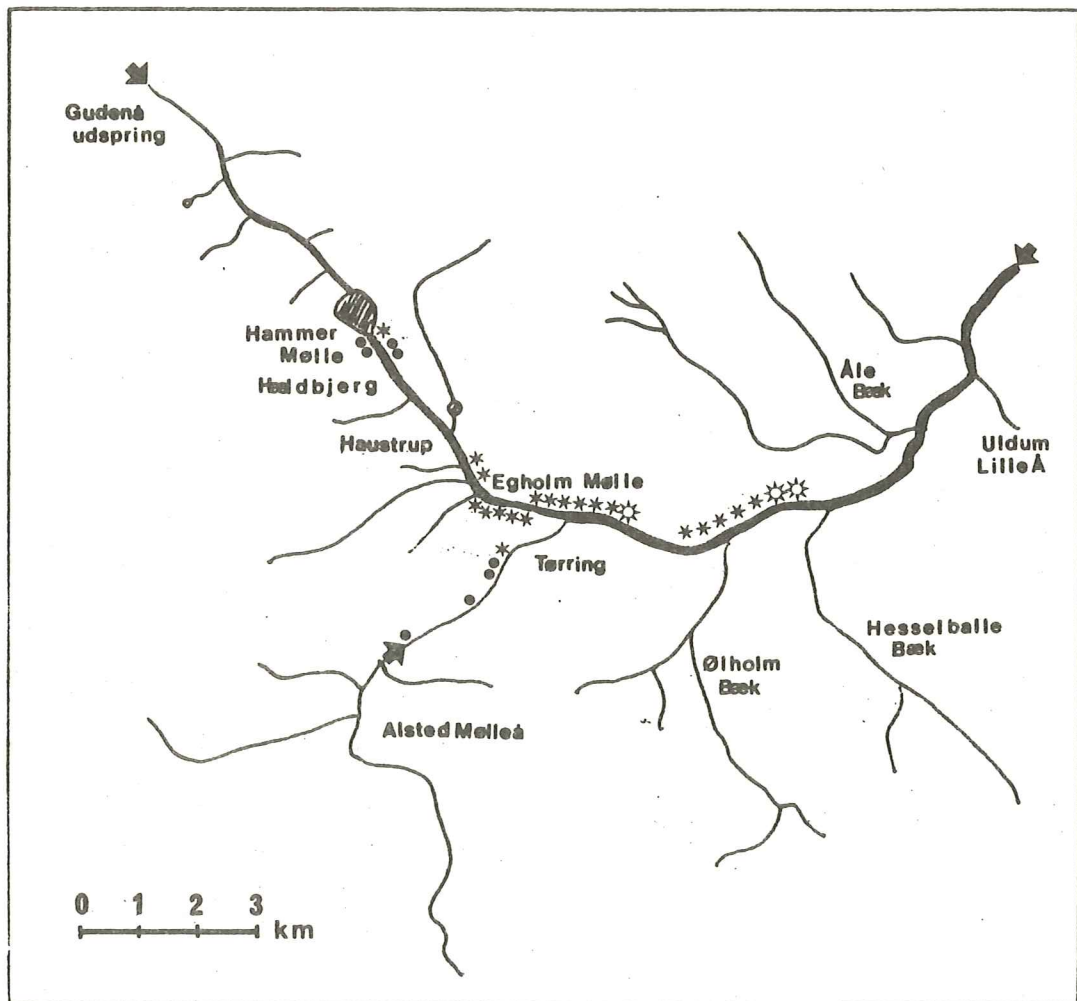 Gudenå
udspring
Hammer
Mølle
Hældbjerg
Haustrup
Egholm Mølle
Tørring
Åle
Bæk
Uldum
Lille Å
Hesselballe
Bæk
Ølholm
Bæk
Alsted Mølleå
0 1 2 3
km